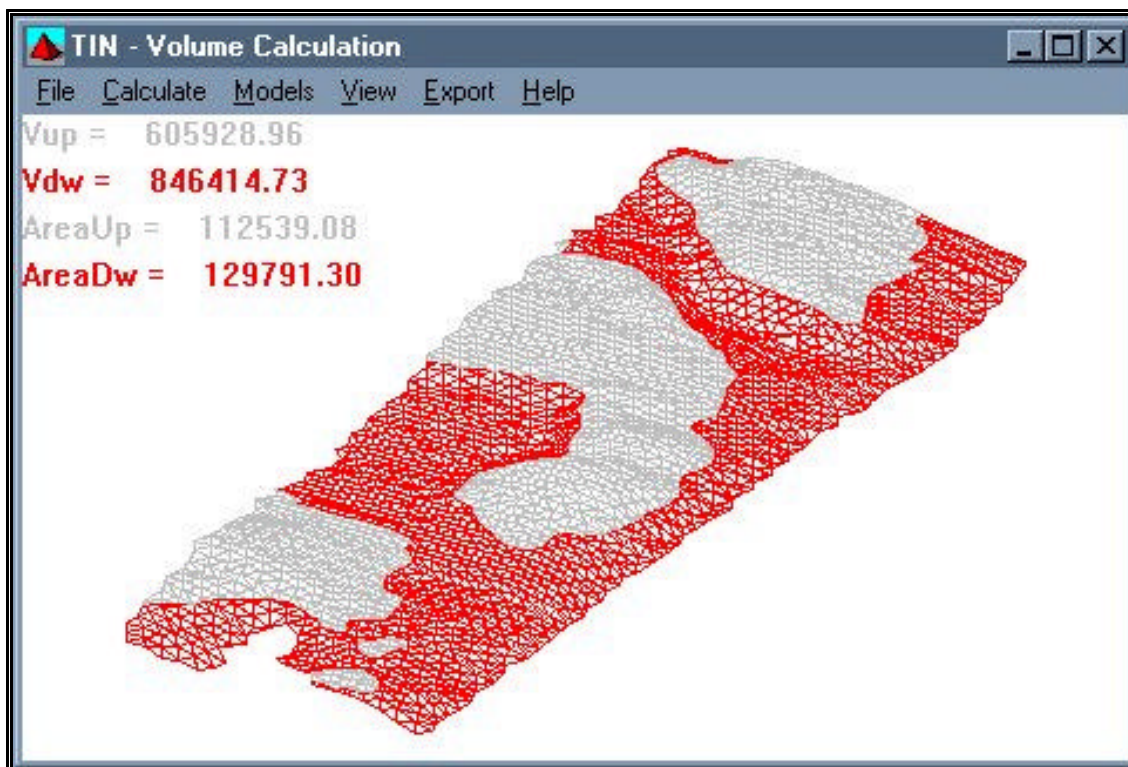 TIN - Volume Calculation
File Calculate Models View Export Help
Vup = 605928.96
Vdw = 846414.73
AreaUp = 112539.08
AreaDw = 129791.30